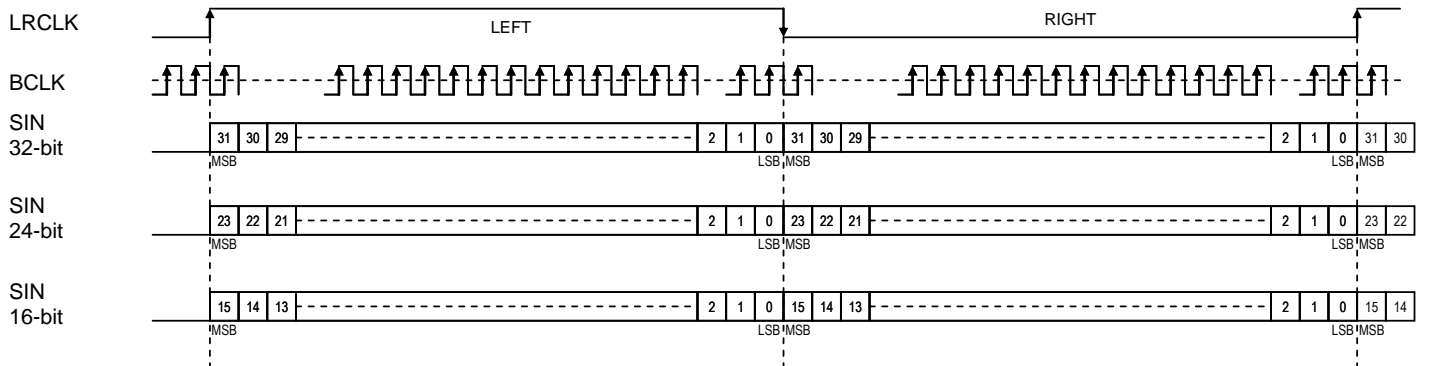 LRCLK
LEFT
RIGHT
BCLK
SIN
32-bit
31 30 29 2 1 0 31 30 29 2 1 0 31 30
MSB LSB MSB LSB MSB
SIN
24-bit
23 22 21 2 1 0 23 22 21 2 1 0 23 22
MSB LSB MSB LSB MSB
SIN
16-bit
15 14 13 2 1 0 15 14 13 2 1 0 15 14
MSB LSB MSB LSB MSB